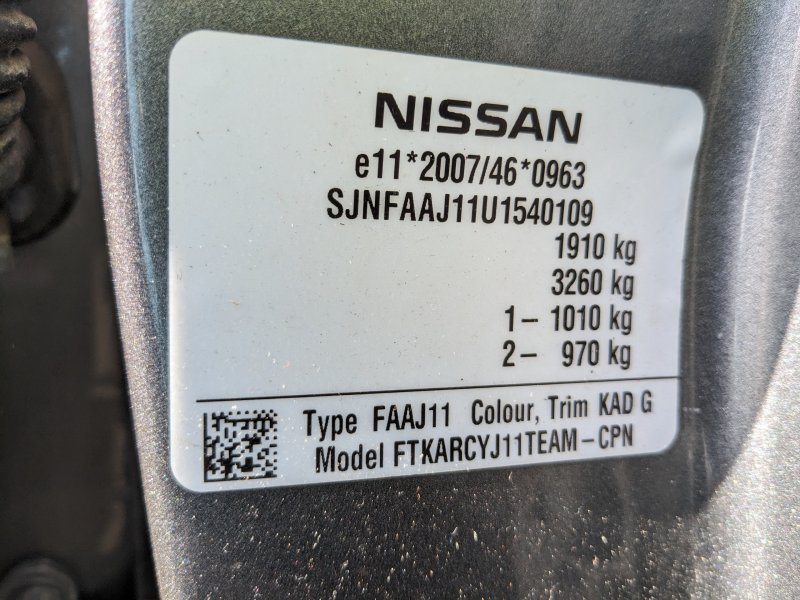 NISSAN
e11*2007/46*0963
SJNFAAJ11U1540109
1910 kg
3260 kg
1- 1010 kg
2- 970 kg
Type FAAJ11 Colour, Trim KAD G
Model FTKARCYJ11TEAM-CPN